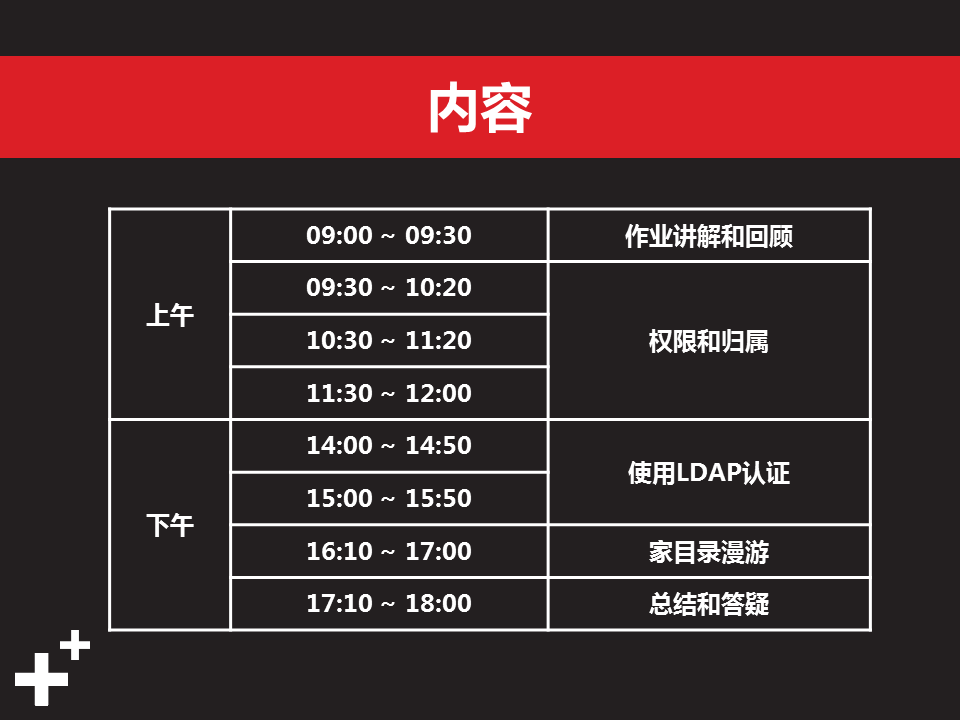 内容
上午
09:00 ~ 09:30
作业讲解和回顾
09:30 ~ 10:20
权限和归属
10:30 ~ 11:20
11:30 ~ 12:00
下午
14:00 ~ 14:50
使用LDAP认证
15:00 ~ 15:50
16:10 ~ 17:00
家目录漫游
17:10 ~ 18:00
总结和答疑